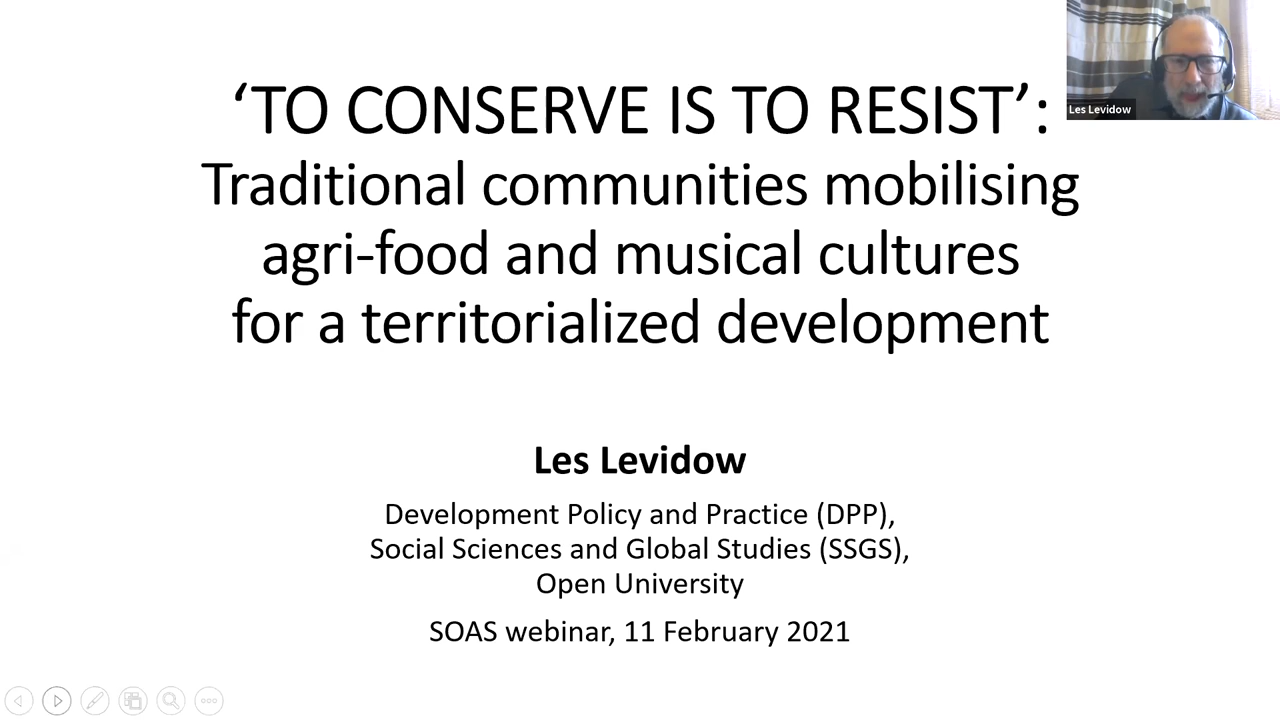 ‘TO CONSERVE IS TO RESIST’:
Traditional communities mobilising
agri-food and musical cultures
for a territorialized development
Les Levidow
Les Levidow
Development Policy and Practice (DPP),
Social Sciences and Global Studies (SSGS),
Open University
SOAS webinar, 11 February 2021